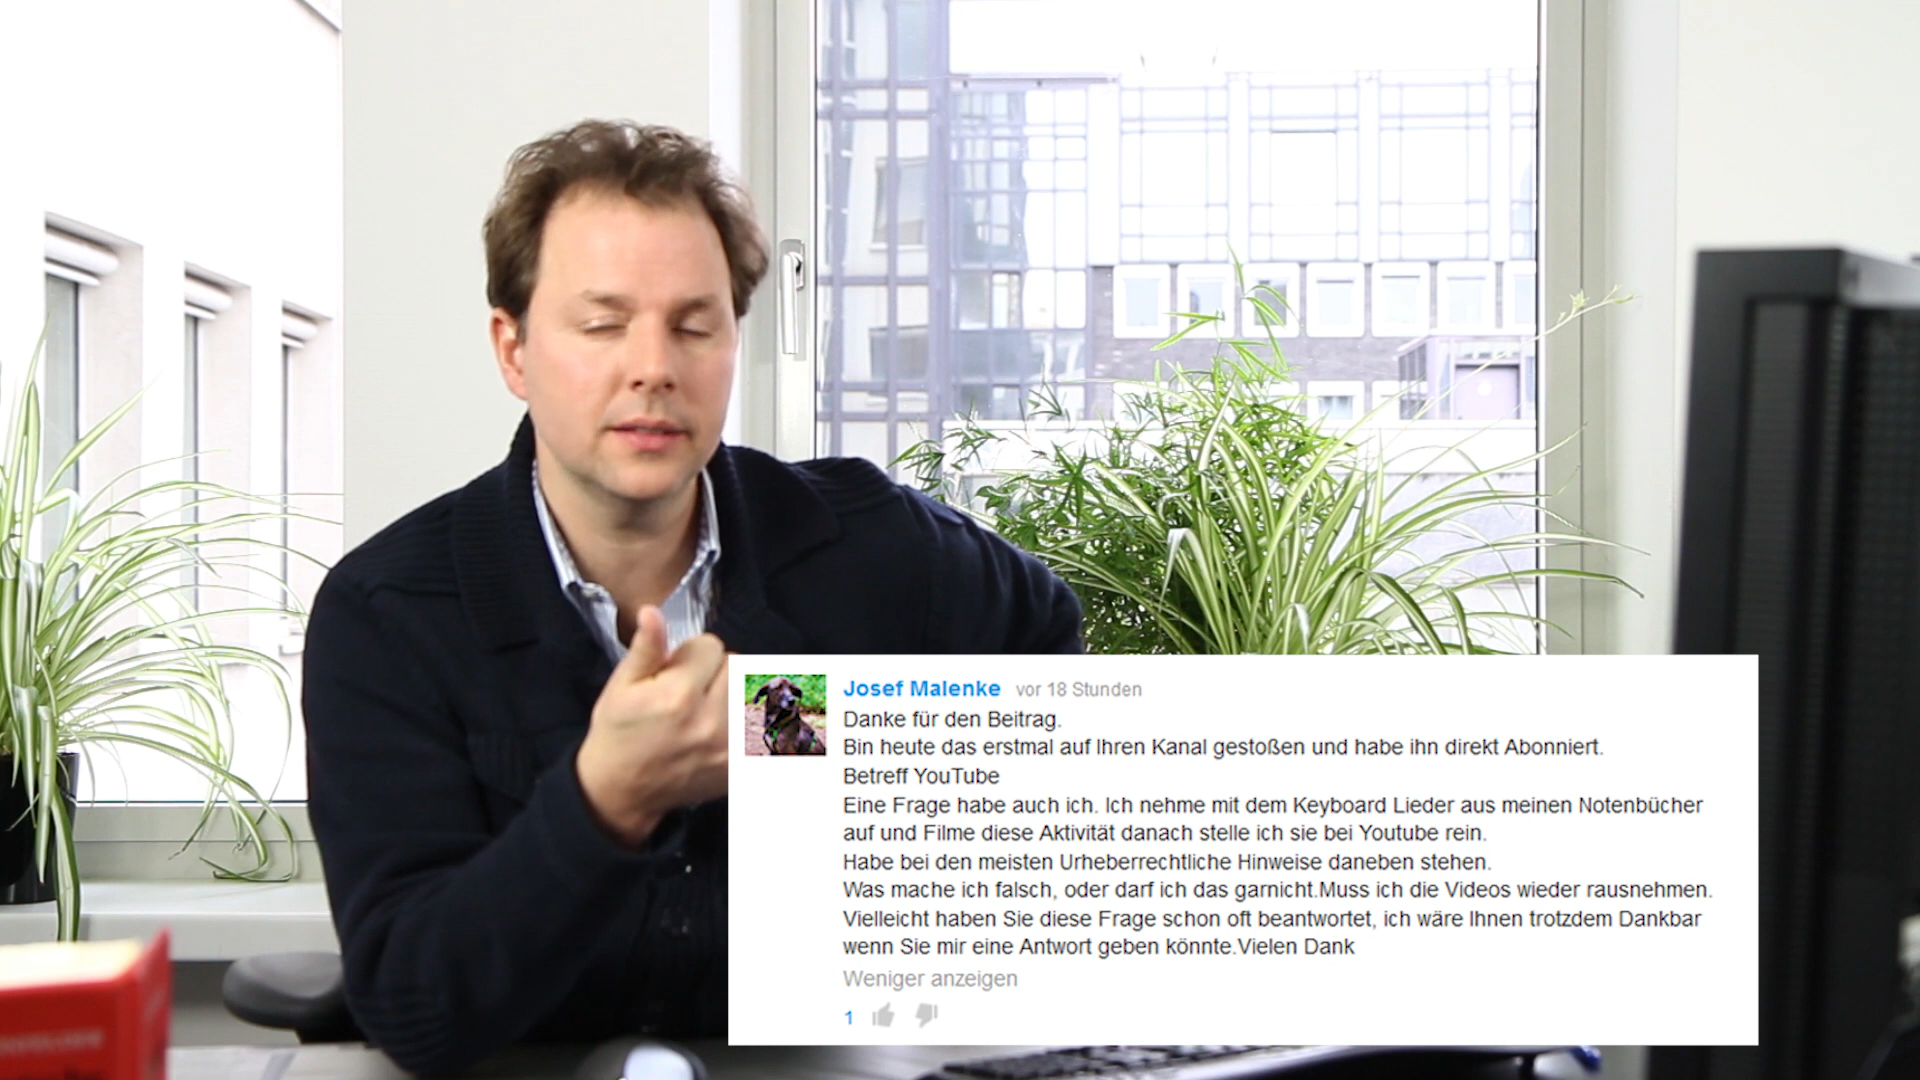 Josef Malenke vor 18 Stunden
Danke für den Beitrag.
Bin heute das erstmal auf Ihren Kanal gestoßen und habe ihn direkt Abonniert.
Betreff YouTube
Eine Frage habe auch ich. Ich nehme mit dem Keyboard Lieder aus meinen Notenbücher
auf und Filme diese Aktivität danach stelle ich sie bei Youtube rein.
Habe bei den meisten Urheberrechtliche Hinweise daneben stehen.
Was mache ich falsch, oder darf ich das garnicht.Muss ich die Videos wieder rausnehmen.
Vielleicht haben Sie diese Frage schon oft beantwortet, ich wäre Ihnen trotzdem Dankbar
wenn Sie mir eine Antwort geben könnte.Vielen Dank
Weniger anzeigen
1